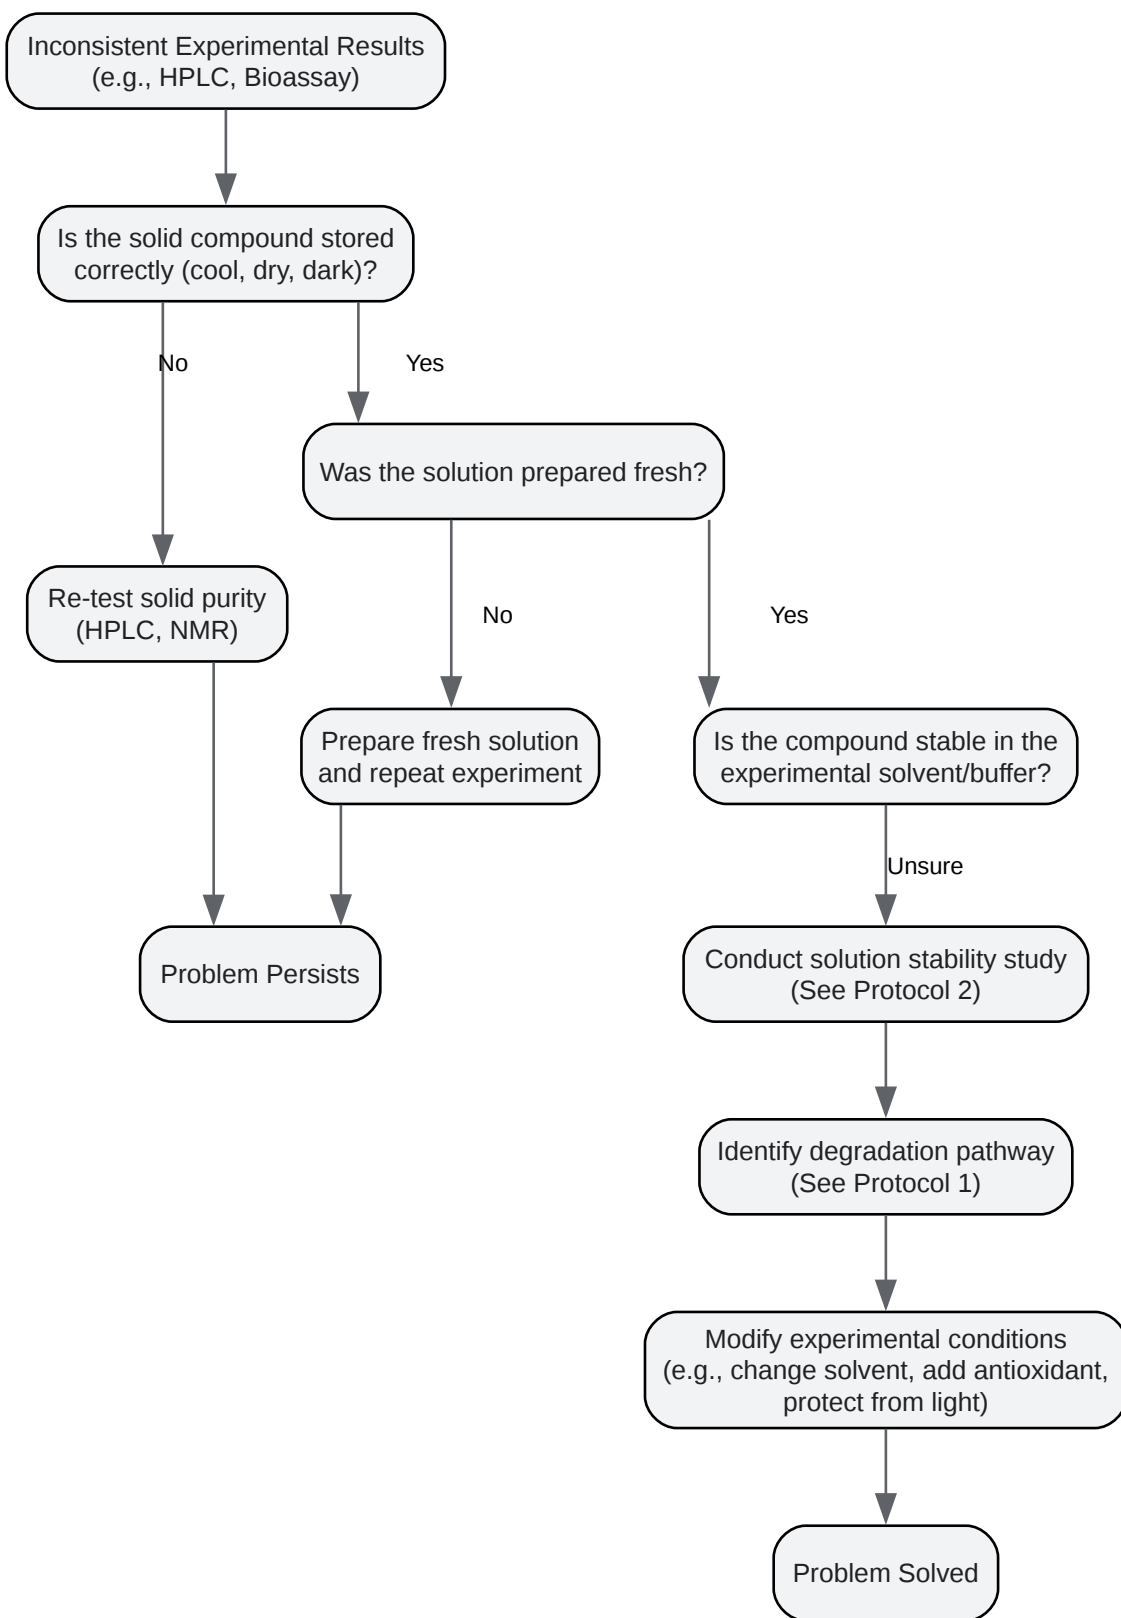 Inconsistent Experimental Results
(e.g., HPLC, Bioassay)
Is the solid compound stored
correctly (cool, dry, dark)?
No
Yes
Was the solution prepared fresh?
Re-test solid purity
(HPLC, NMR)
No
Yes
Prepare fresh solution
and repeat experiment
Is the compound stable in the
experimental solvent/buffer?
Unsure
Problem Persists
Conduct solution stability study
(See Protocol 2)
Identify degradation pathway
(See Protocol 1)
Modify experimental conditions
(e.g., change solvent, add antioxidant,
protect from light)
Problem Solved